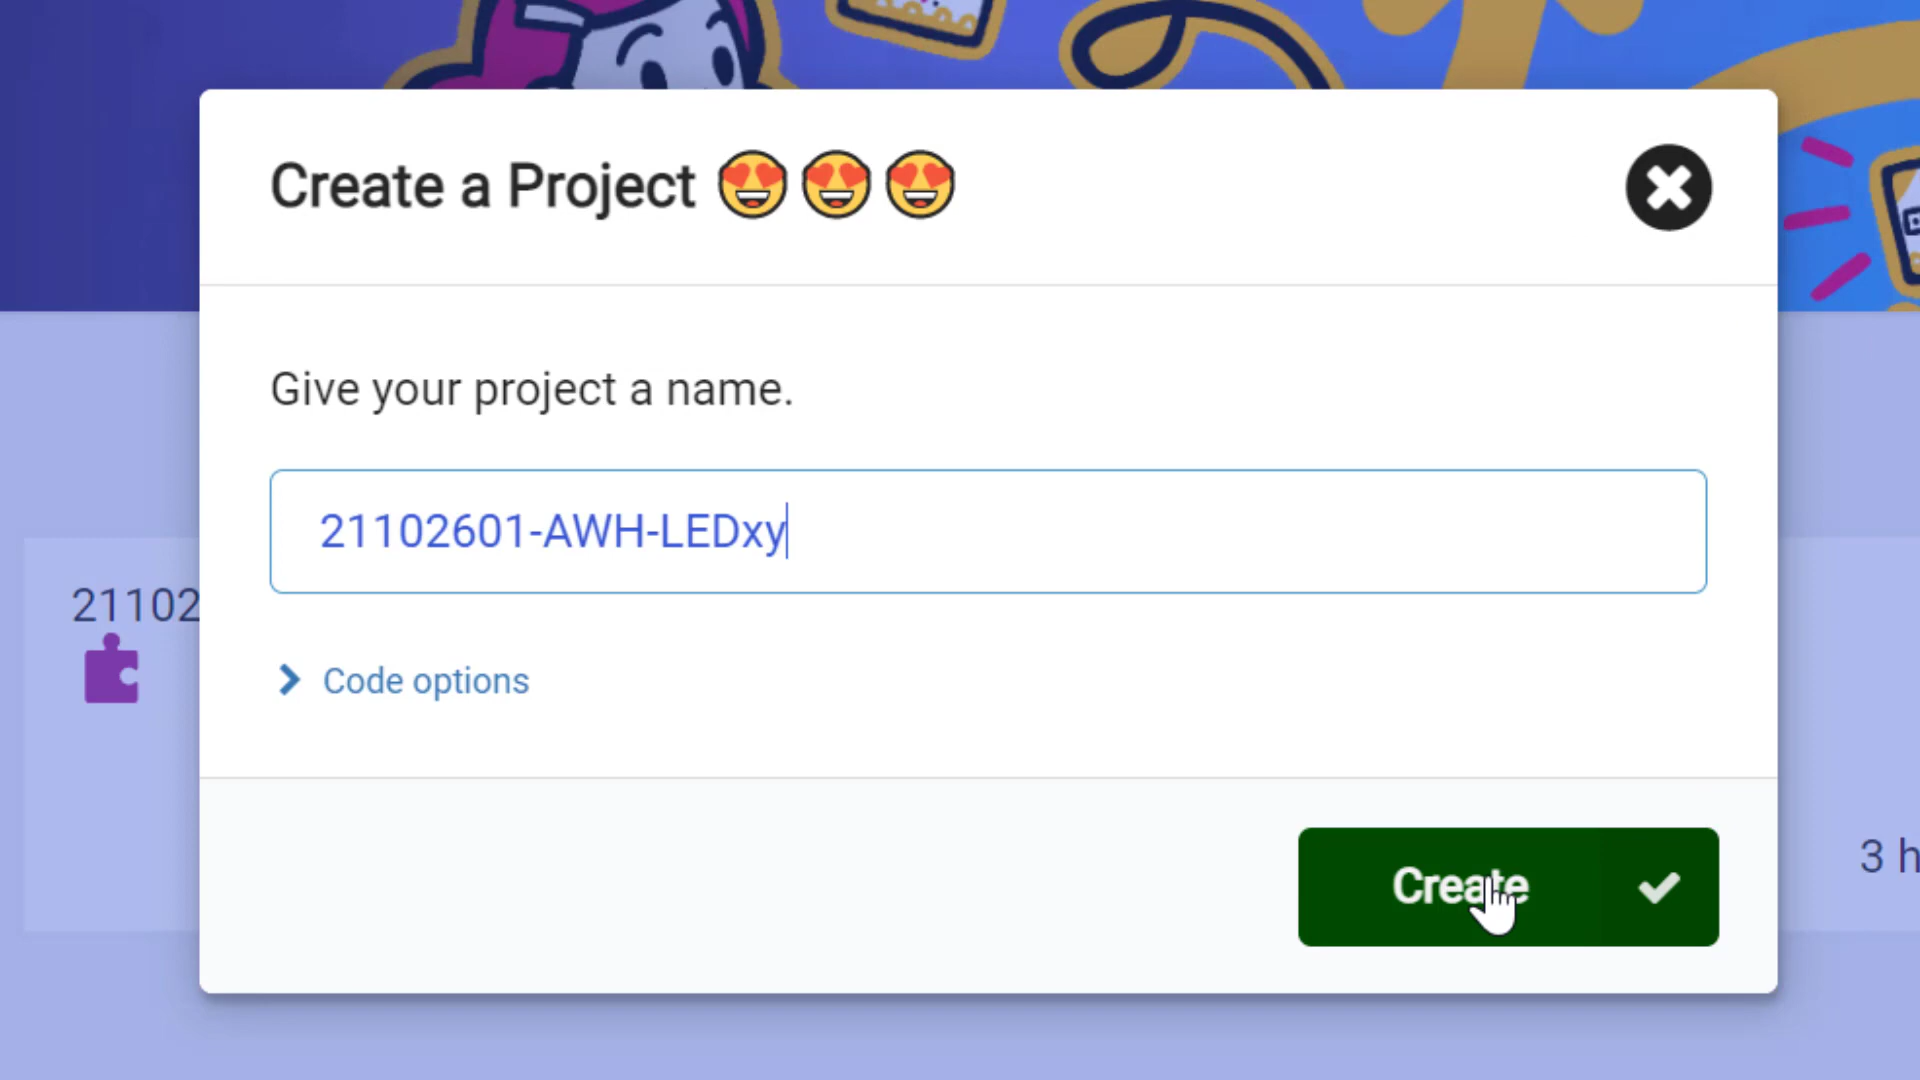 Create a Project 😍 😍 😍
Give your project a name.
21102601-AWH-LEDxy
21102
Code options
Create
3 h